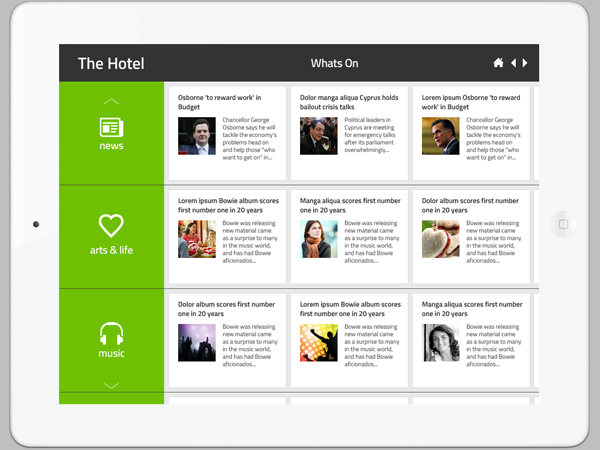 The Hotel
Whats On
news
Osborne 'to reward work' in
Budget
Chancellor George
Osborne says he will
tackle the economy's
problems head on
and help those "who
want to get on" in...
Dolor manga aliqua Cyprus holds
bailout crisis talks
Political leaders in
Cyprus are meeting
for emergency talks
after its parliament
overwhelmingly...
Lorem ipsum Osborne 'to reward
work' in Budget
Chancellor George
Osborne says he will
tackle the economy's
problems head on
and help those "who
want to get on" in...
arts & life
Lorem ipsum Bowie album scores
first number one in 20 years
Bowie was releasing
new material came
as a surprise to many
in the music world,
and has had Bowie
aficionados...
Manga aliqua scores first number
one in 20 years
Bowie was releasing
new material came
as a surprise to many
in the music world,
and has had Bowie
aficionados...
Dolor album scores first number
one in 20 years
Bowie was releasing
new material came
as a surprise to many
in the music world,
and has had Bowie
aficionados...
music
Dolor album scores first number
one in 20 years
Bowie was releasing
new material came
as a surprise to many
in the music world,
and has had Bowie
aficionados...
Lorem ipsum Bowie album scores
first number one in 20 years
Bowie was releasing
new material came
as a surprise to many
in the music world,
and has had Bowie
aficionados...
Manga aliqua scores first number
one in 20 years
Bowie was releasing
new material came
as a surprise to many
in the music world,
and has had Bowie
aficionados...